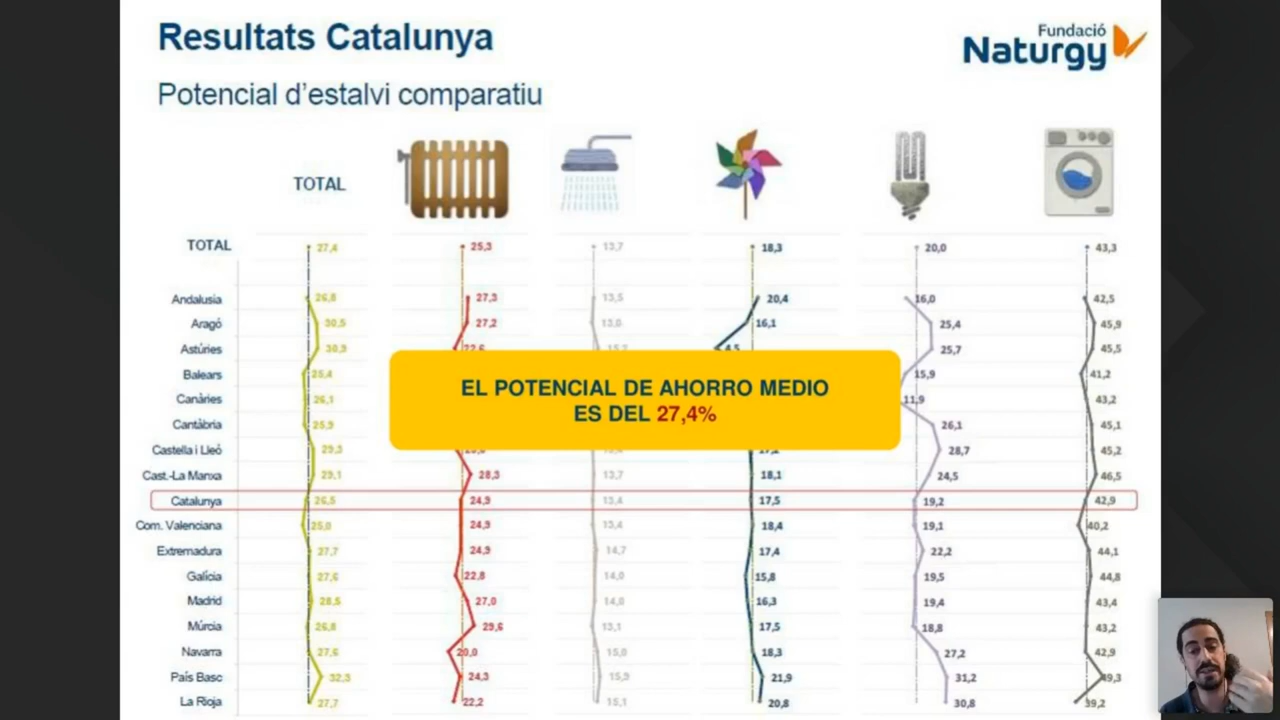 Resultats Catalunya
Fundació
Naturgy
Potencial d'estalvi comparatiu
TOTAL
TOTAL 27,4 25,3 13,7 18,3 20,0 43,3
Andalusia 26,8 27,3 13,5 20,4 16,0 42,5
Aragó 30,5 27,2 13,0 16,1 25,4 45,9
Astúries 30,3 4,5 25,7 45,5
Balears 25,4 15,9 41,2
Canàries 26,1 11,9 43,2
EL POTENCIAL DE AHORRO MEDIO
ES DEL 27,4%
Cantàbria 25,9 26,1 45,1
Castella i Lleó 29,3 28,7 45,2
Cast.-La Manxa 29,1 28,3 13,7 18,1 24,5 46,5
Catalunya 26,5 24,9 13,4 17,5 19,2 42,9
Com. Valenciana 25,0 24,9 13,4 18,4 19,1 40,2
Extremadura 27,7 24,9 14,7 17,4 22,2 44,1
Galícia 27,6 22,8 14,0 15,8 19,5 44,8
Madrid 28,5 27,0 14,0 16,3 19,4 43,4
Múrcia 26,8 29,6 13,1 17,5 18,8 43,2
Navarra 27,6 20,0 15,0 18,3 27,2 42,9
País Basc 32,3 24,3 15,9 21,9 31,2 49,3
La Rioja 27,7 22,2 15,1 20,8 30,8 39,2